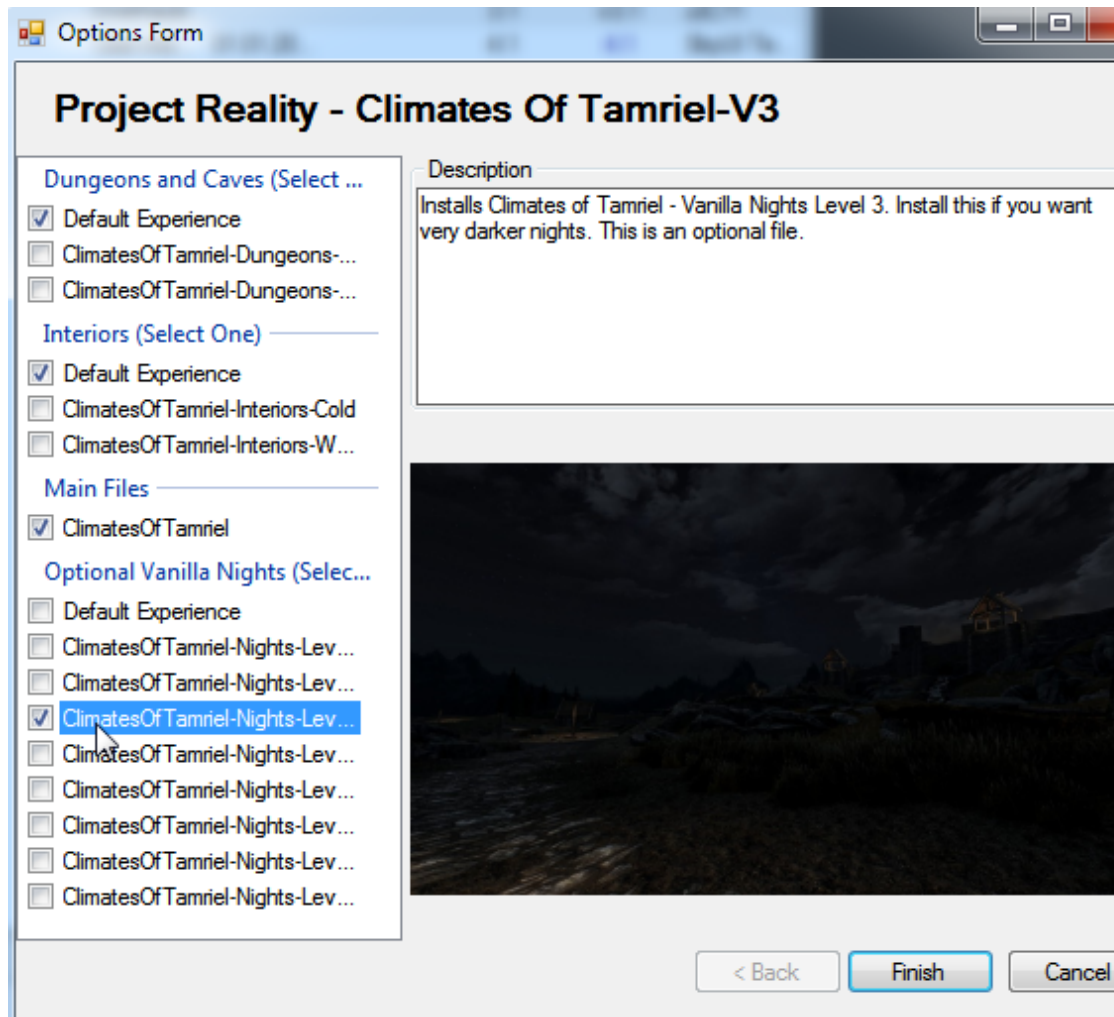 Options Form
Project Reality - Climates Of Tamriel-V3
Dungeons and Caves (Select ...
Default Experience
ClimatesOfTamriel-Dungeons-...
ClimatesOfTamriel-Dungeons-...
Interiors (Select One)
Default Experience
ClimatesOfTamriel-Interiors-Cold
ClimatesOfTamriel-Interiors-W...
Main Files
ClimatesOfTamriel
Optional Vanilla Nights (Selec...
Default Experience
ClimatesOfTamriel-Nights-Lev...
ClimatesOfTamriel-Nights-Lev...
ClimatesOfTamriel-Nights-Lev...
ClimatesOfTamriel-Nights-Lev...
ClimatesOfTamriel-Nights-Lev...
ClimatesOfTamriel-Nights-Lev...
ClimatesOfTamriel-Nights-Lev...
ClimatesOfTamriel-Nights-Lev...
Description
Installs Climates of Tamriel - Vanilla Nights Level 3. Install this if you want
very darker nights. This is an optional file.
< Back
Finish
Cancel